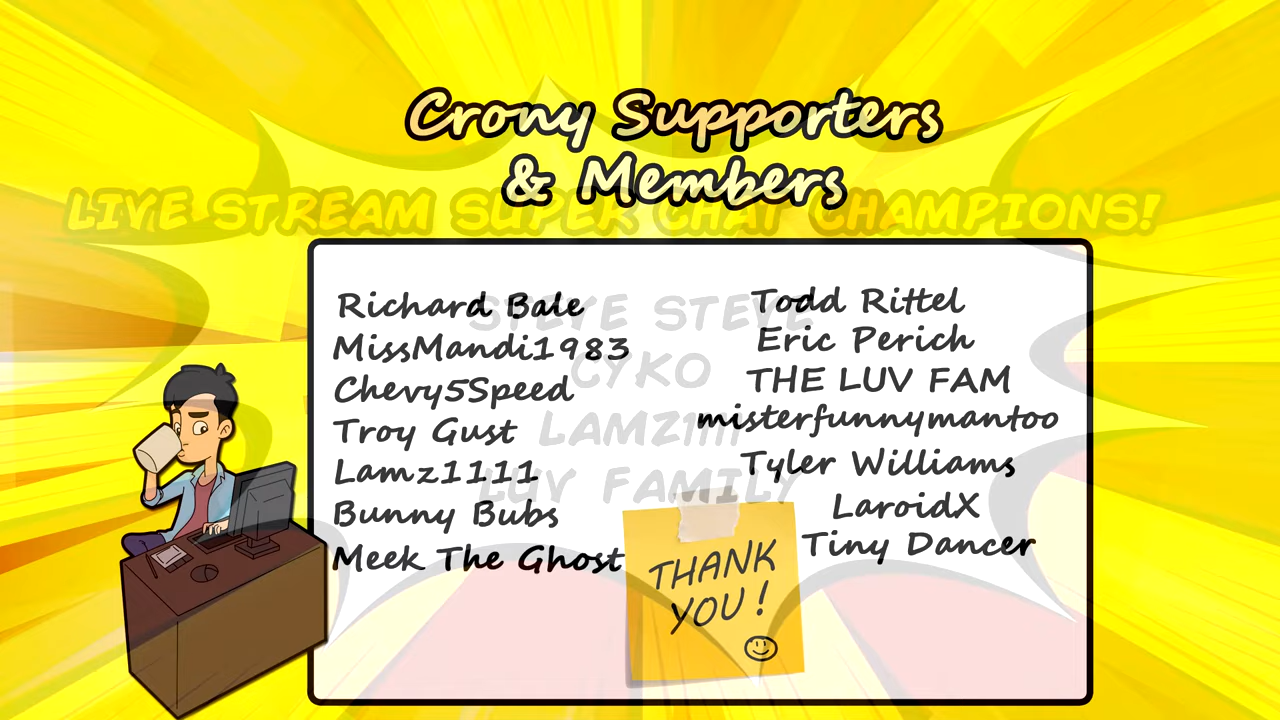 Crony Supporters
& Members
LIVE STREAM SUPER CHAT CHAMPIONS!
Richard Bale
MissMandi1983
Chevy5Speed
Troy Gust
Lamz1111
Bunny Bubs
Meek The Ghost
Todd Rittel
Eric Perich
THE LUV FAM
misterfunnymantoo
Tyler Williams
LaroidX
Tiny Dancer
STEVE STEVE
CYKO
LAMZ1111
LUV FAMILY
THANK
YOU!